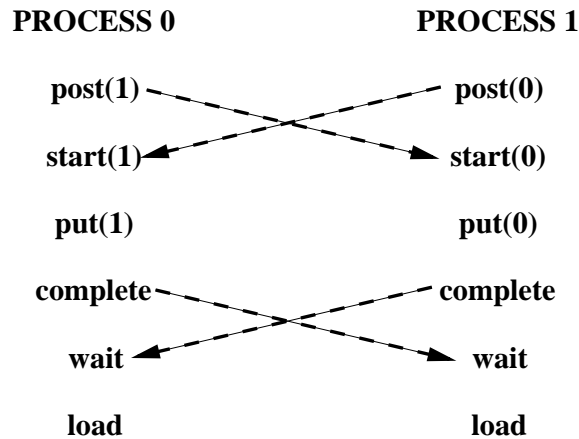 PROCESS 0 PROCESS 1
post(1) post(0)
start(1) start(0)
put(1) put(0)
complete complete
wait wait
load load